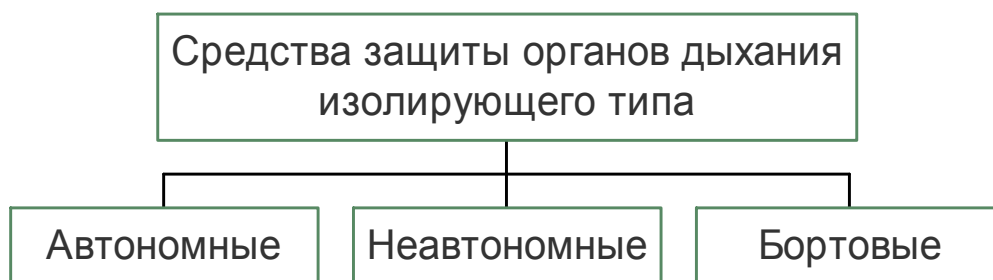 Средства защиты органов дыхания
изолирующего типа
Автономные
Неавтономные
Бортовые